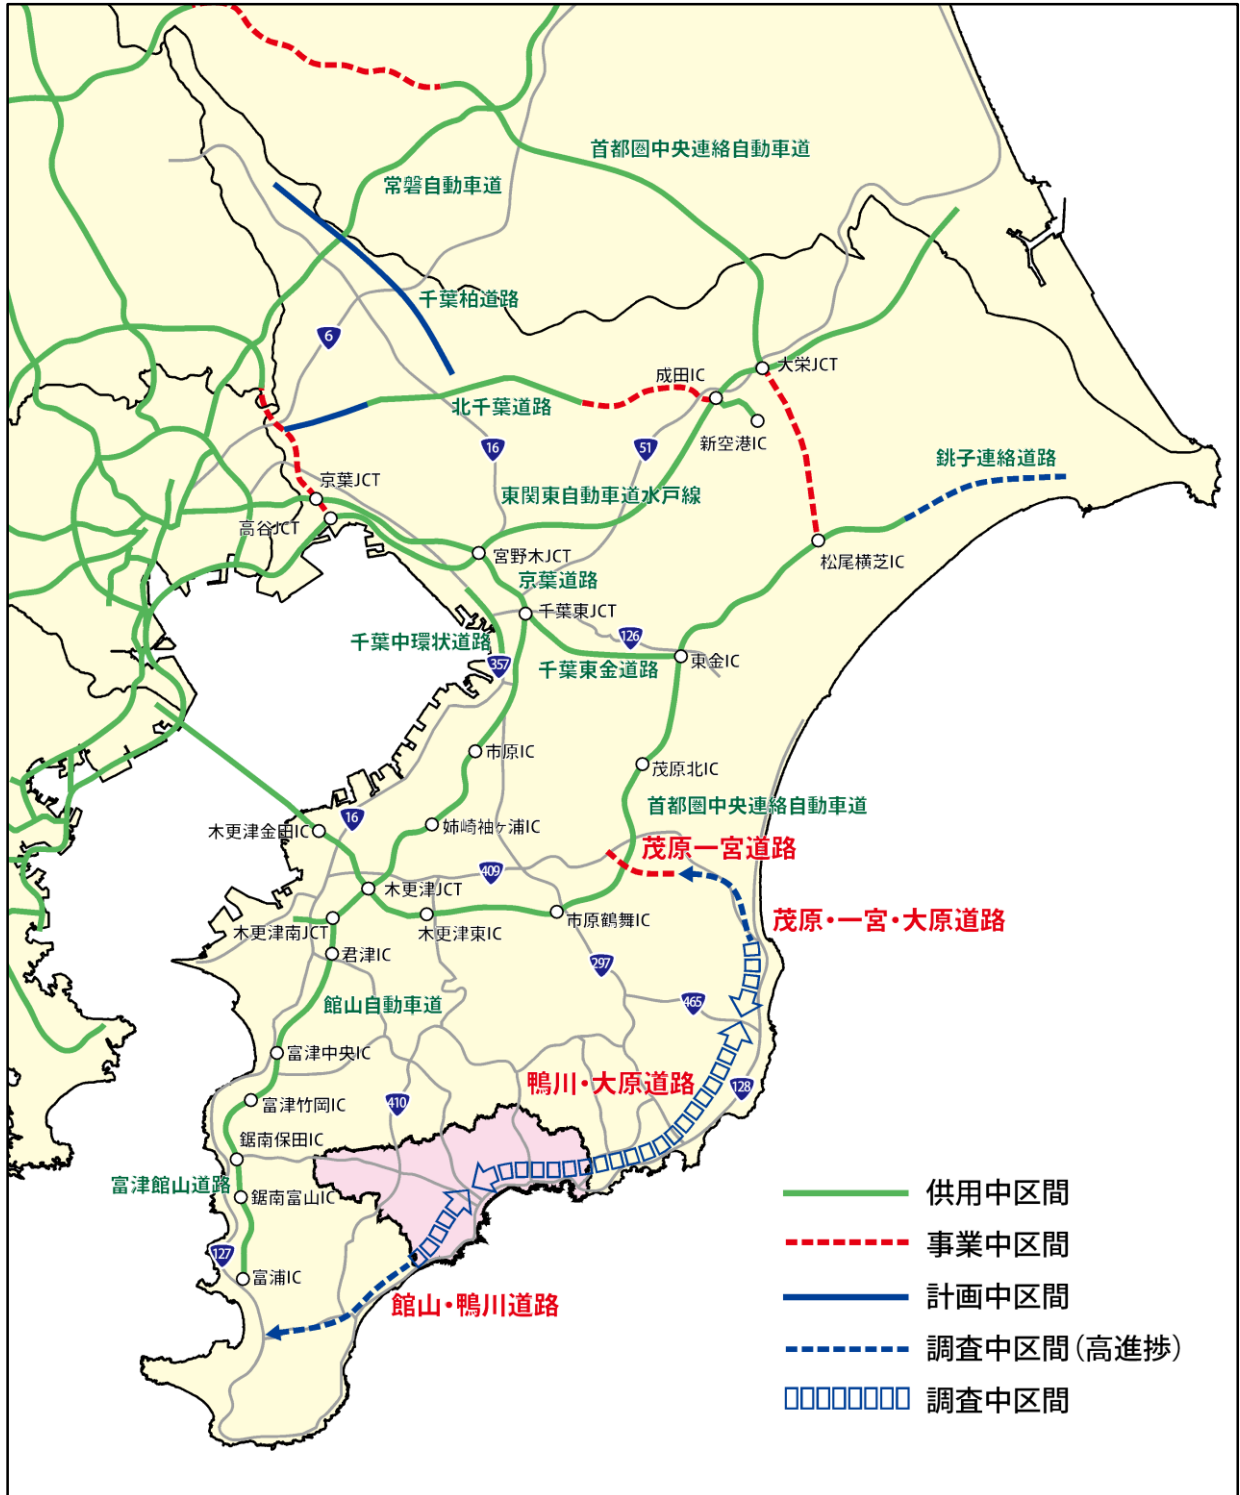 首都圏中央連絡自動車道
常磐自動車道
千葉柏道路
6
大栄JCT
成田IC
北千葉道路
新空港IC
16
51
銚子連絡道路
京葉JCT
東関東自動車道水戸線
高谷JCT
宮野木JCT
松尾横芝IC
京葉道路
千葉東JCT
千葉中環状道路
126
東金IC
357
千葉東金道路
市原IC
茂原北IC
首都圏中央連絡自動車道
16
木更津金田IC
姉崎袖ヶ浦IC
茂原一宮道路
409
木更津JCT
市原鶴舞IC
茂原・一宮・大原道路
木更津南JCT
木更津東IC
君津IC
297
館山自動車道
465
富津中央IC
鴨川・大原道路
128
富津竹岡IC
410
鋸南保田IC
富津館山道路
鋸南富山IC
127
富浦IC
館山・鴨川道路
供用中区間
事業中区間
計画中区間
調査中区間（高進捗）
調査中区間